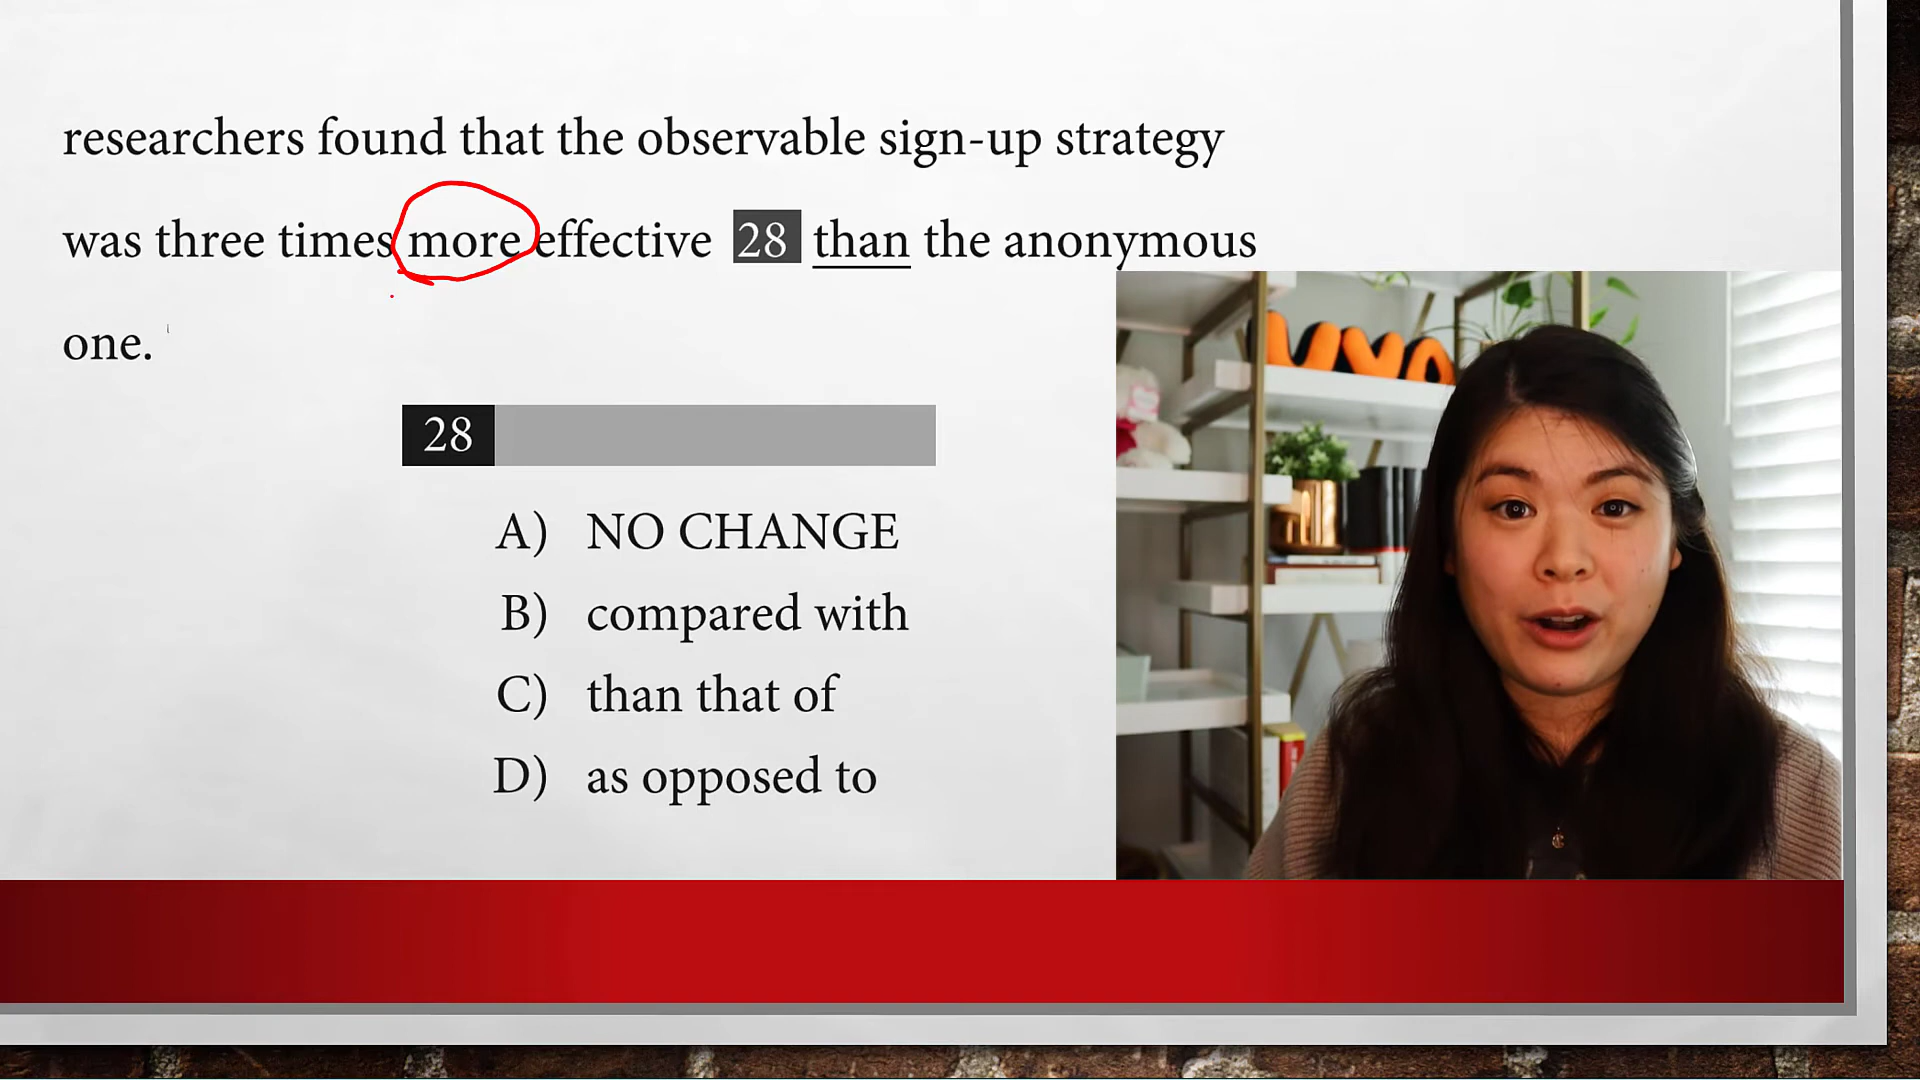 researchers found that the observable sign-up strategy
was three times more effective 28 than the anonymous
one.
28
A) NO CHANGE
B) compared with
C) than that of
D) as opposed to
UVA